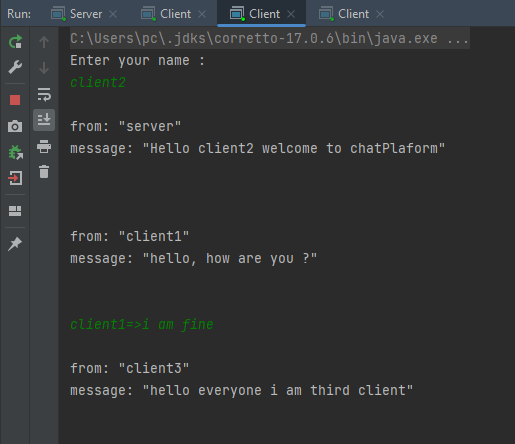 Run: Server Client Client Client
C:\Users\pc\.jdks\corretto-17.0.6\bin\java.exe ...
Enter your name :
client2
from: "server"
message: "Hello client2 welcome to chatPlaform"
from: "client1"
message: "hello, how are you ?"
client1=>i am fine
from: "client3"
message: "hello everyone i am third client"